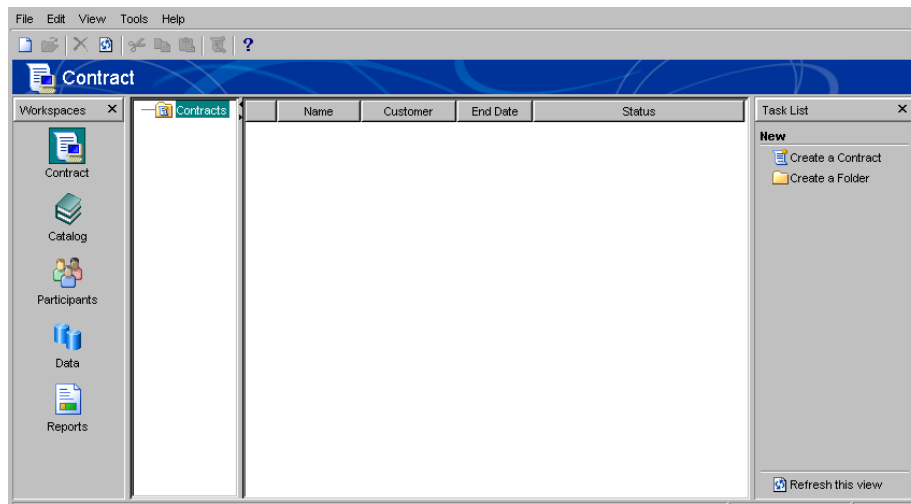 File Edit View Tools Help
?
Contract
Workspaces X
Contract
Catalog
Participants
Data
Reports
Contracts
Name Customer End Date Status
Task List X
New
Create a Contract
Create a Folder
Refresh this view